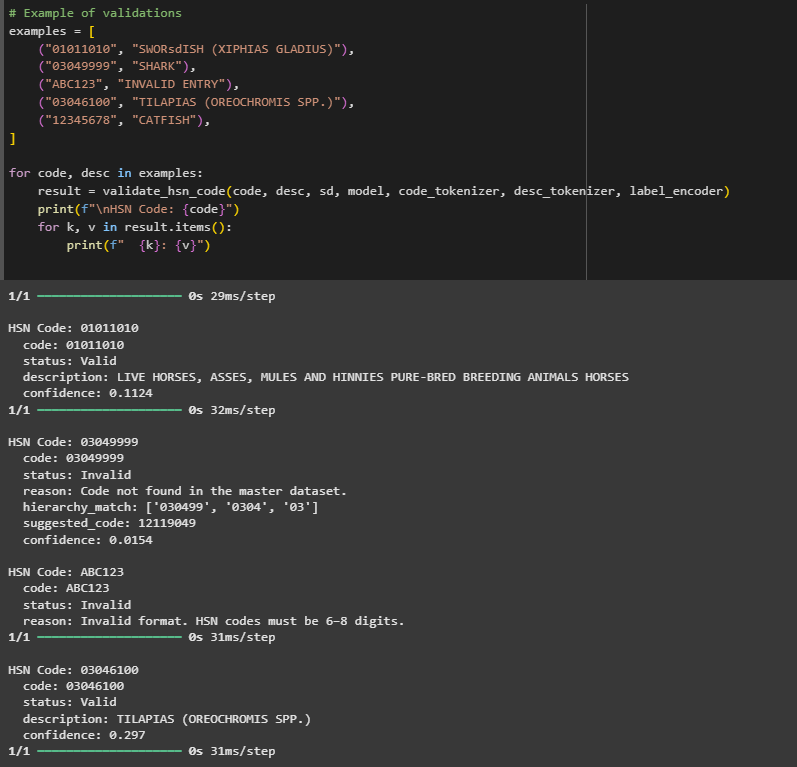 # Example of validations
examples = [
    ("01011010", "SWORsdISH (XIPHIAS GLADIUS)"),
    ("03049999", "SHARK"),
    ("ABC123", "INVALID ENTRY"),
    ("03046100", "TILAPIAS (OREOCHROMIS SPP.)"),
    ("12345678", "CATFISH"),
]
for code, desc in examples:
    result = validate_hsn_code(code, desc, sd, model, code_tokenizer, desc_tokenizer, label_encoder)
    print(f"\nHSN Code: {code}")
    for k, v in result.items():
        print(f"  {k}: {v}")
1/1 ━━━━━━━━━━━━━━━━━━━━ 0s 29ms/step
HSN Code: 01011010
  code: 01011010
  status: Valid
  description: LIVE HORSES, ASSES, MULES AND HINNIES PURE-BRED BREEDING ANIMALS HORSES
  confidence: 0.1124
1/1 ━━━━━━━━━━━━━━━━━━━━ 0s 32ms/step
HSN Code: 03049999
  code: 03049999
  status: Invalid
  reason: Code not found in the master dataset.
  hierarchy_match: ['030499', '0304', '03']
  suggested_code: 12119049
  confidence: 0.0154
HSN Code: ABC123
  code: ABC123
  status: Invalid
  reason: Invalid format. HSN codes must be 6–8 digits.
1/1 ━━━━━━━━━━━━━━━━━━━━ 0s 31ms/step
HSN Code: 03046100
  code: 03046100
  status: Valid
  description: TILAPIAS (OREOCHROMIS SPP.)
  confidence: 0.297
1/1 ━━━━━━━━━━━━━━━━━━━━ 0s 31ms/step